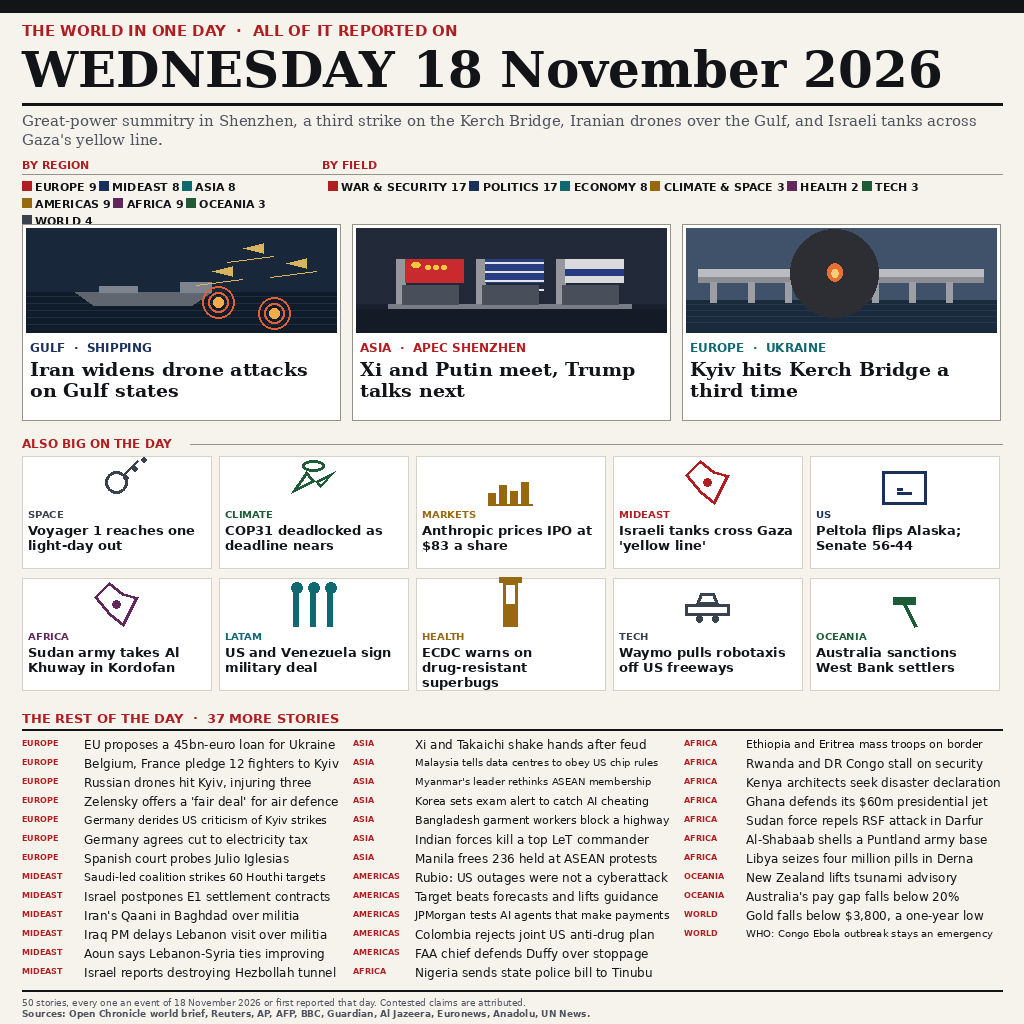 THE WORLD IN ONE DAY · ALL OF IT REPORTED ON
WEDNESDAY 18 November 2026
Great-power summitry in Shenzhen, a third strike on the Kerch Bridge, Iranian drones over the Gulf, and Israeli tanks across
Gaza's yellow line.
BY REGION
EUROPE 9 MIDEAST 8 ASIA 8
AMERICAS 9 AFRICA 9 OCEANIA 3
WORLD 4
BY FIELD
WAR & SECURITY 17 POLITICS 17 ECONOMY 8 CLIMATE & SPACE 3 HEALTH 2 TECH 3
GULF · SHIPPING
Iran widens drone attacks
on Gulf states
ASIA · APEC SHENZHEN
Xi and Putin meet, Trump
talks next
EUROPE · UKRAINE
Kyiv hits Kerch Bridge a
third time
ALSO BIG ON THE DAY
SPACE
Voyager 1 reaches one
light-day out
CLIMATE
COP31 deadlocked as
deadline nears
MARKETS
Anthropic prices IPO at
$83 a share
MIDEAST
Israeli tanks cross Gaza
'yellow line'
US
Peltola flips Alaska;
Senate 56-44
AFRICA
Sudan army takes Al
Khuway in Kordofan
LATAM
US and Venezuela sign
military deal
HEALTH
ECDC warns on
drug-resistant
superbugs
TECH
Waymo pulls robotaxis
off US freeways
OCEANIA
Australia sanctions
West Bank settlers
THE REST OF THE DAY · 37 MORE STORIES
EUROPE EU proposes a 45bn-euro loan for Ukraine
EUROPE Belgium, France pledge 12 fighters to Kyiv
EUROPE Russian drones hit Kyiv, injuring three
EUROPE Zelensky offers a 'fair deal' for air defence
EUROPE Germany derides US criticism of Kyiv strikes
EUROPE Germany agrees cut to electricity tax
EUROPE Spanish court probes Julio Iglesias
MIDEAST Saudi-led coalition strikes 60 Houthi targets
MIDEAST Israel postpones E1 settlement contracts
MIDEAST Iran's Qaani in Baghdad over militia
MIDEAST Iraq PM delays Lebanon visit over militia
MIDEAST Aoun says Lebanon-Syria ties improving
MIDEAST Israel reports destroying Hezbollah tunnel
ASIA Xi and Takaichi shake hands after feud
ASIA Malaysia tells data centres to obey US chip rules
ASIA Myanmar's leader rethinks ASEAN membership
ASIA Korea sets exam alert to catch AI cheating
ASIA Bangladesh garment workers block a highway
ASIA Indian forces kill a top LeT commander
ASIA Manila frees 236 held at ASEAN protests
AMERICAS Rubio: US outages were not a cyberattack
AMERICAS Target beats forecasts and lifts guidance
AMERICAS JPMorgan tests AI agents that make payments
AMERICAS Colombia rejects joint US anti-drug plan
AMERICAS FAA chief defends Duffy over stoppage
AFRICA Nigeria sends state police bill to Tinubu
AFRICA Ethiopia and Eritrea mass troops on border
AFRICA Rwanda and DR Congo stall on security
AFRICA Kenya architects seek disaster declaration
AFRICA Ghana defends its $60m presidential jet
AFRICA Sudan force repels RSF attack in Darfur
AFRICA Al-Shabaab shells a Puntland army base
AFRICA Libya seizes four million pills in Derna
OCEANIA New Zealand lifts tsunami advisory
OCEANIA Australia's pay gap falls below 20%
WORLD Gold falls below $3,800, a one-year low
WORLD WHO: Congo Ebola outbreak stays an emergency
50 stories, every one an event of 18 November 2026 or first reported that day. Contested claims are attributed.
Sources: Open Chronicle world brief, Reuters, AP, AFP, BBC, Guardian, Al Jazeera, Euronews, Anadolu, UN News.